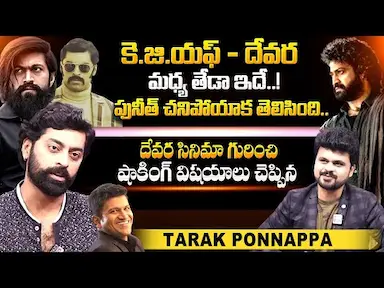 కె.జి.యఫ్ - దేవర
మధ్య తేడా ఇదే..!
పునీత్ చనిపోయాక తెలిసింది..
దేవర సినిమా గురించి
షాకింగ్ విషయాలు చెప్పిన
TARAK PONNAPPA